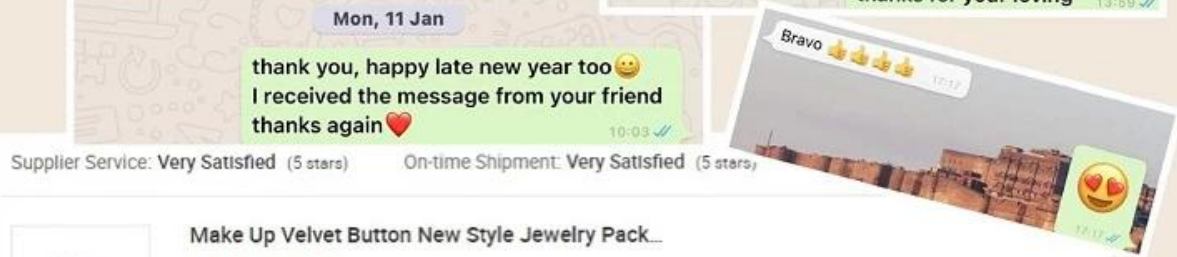 thanks for your loving 13:59
Mon, 11 Jan
thank you, happy late new year too😀
I received the message from your friend
thanks again❤️
10:03
Bravo 👍👍👍👍 17:17
17:17
Supplier Service: Very Satisfied (5 stars) On-time Shipment: Very Satisfied (5 stars)
Make Up Velvet Button New Style Jewelry Pack...